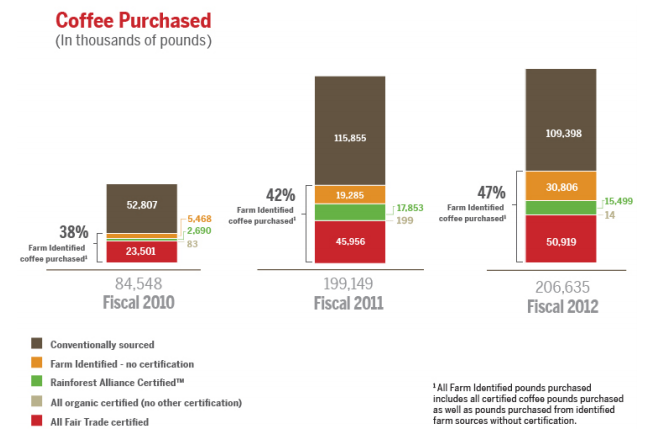 Coffee Purchased
(In thousands of pounds)
52,807
5,468
2,690
83
23,501
38%
Farm Identified
coffee purchased¹
84,548
Fiscal 2010
115,855
19,285
17,853
199
45,956
42%
Farm Identified
coffee purchased¹
199,149
Fiscal 2011
109,398
30,806
15,499
14
50,919
47%
Farm Identified
coffee purchased¹
206,635
Fiscal 2012
Conventionally sourced
Farm Identified - no certification
Rainforest Alliance Certified™
All organic certified (no other certification)
All Fair Trade certified
¹All Farm Identified pounds purchased
includes all certified coffee pounds purchased
as well as pounds purchased from identified
farm sources without certification.